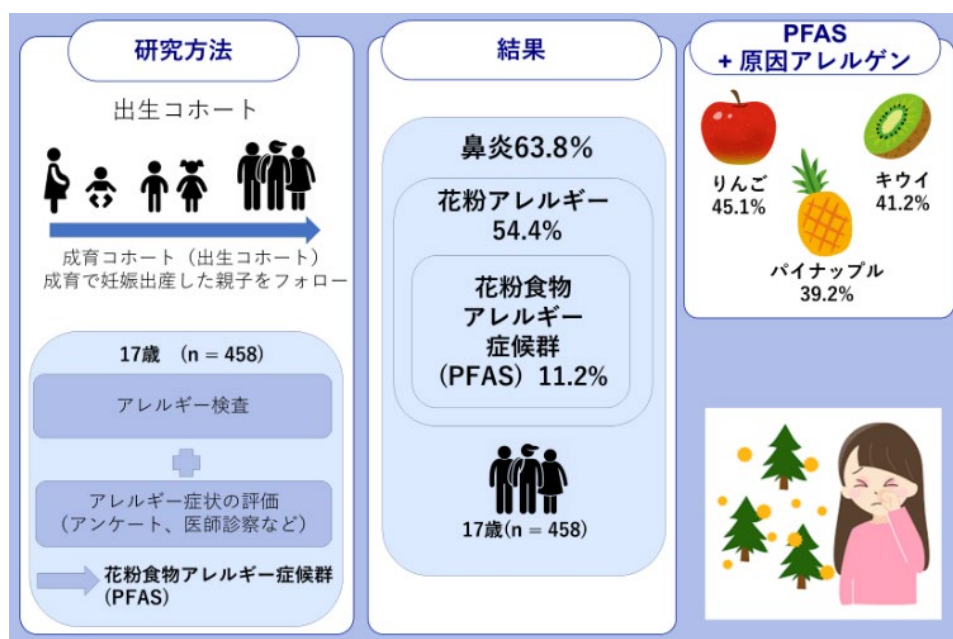 研究方法
出生コホート
成育コホート（出生コホート）
成育で妊娠出産した親子をフォロー
17歳 (n = 458)
アレルギー検査
アレルギー症状の評価
（アンケート、医師診察など）
花粉食物アレルギー症候群
(PFAS)
結果
鼻炎63.8%
花粉アレルギー
54.4%
花粉食物
アレルギー
症候群
(PFAS) 11.2%
17歳(n = 458)
PFAS
+ 原因アレルゲン
りんご
45.1%
キウイ
41.2%
パイナップル
39.2%